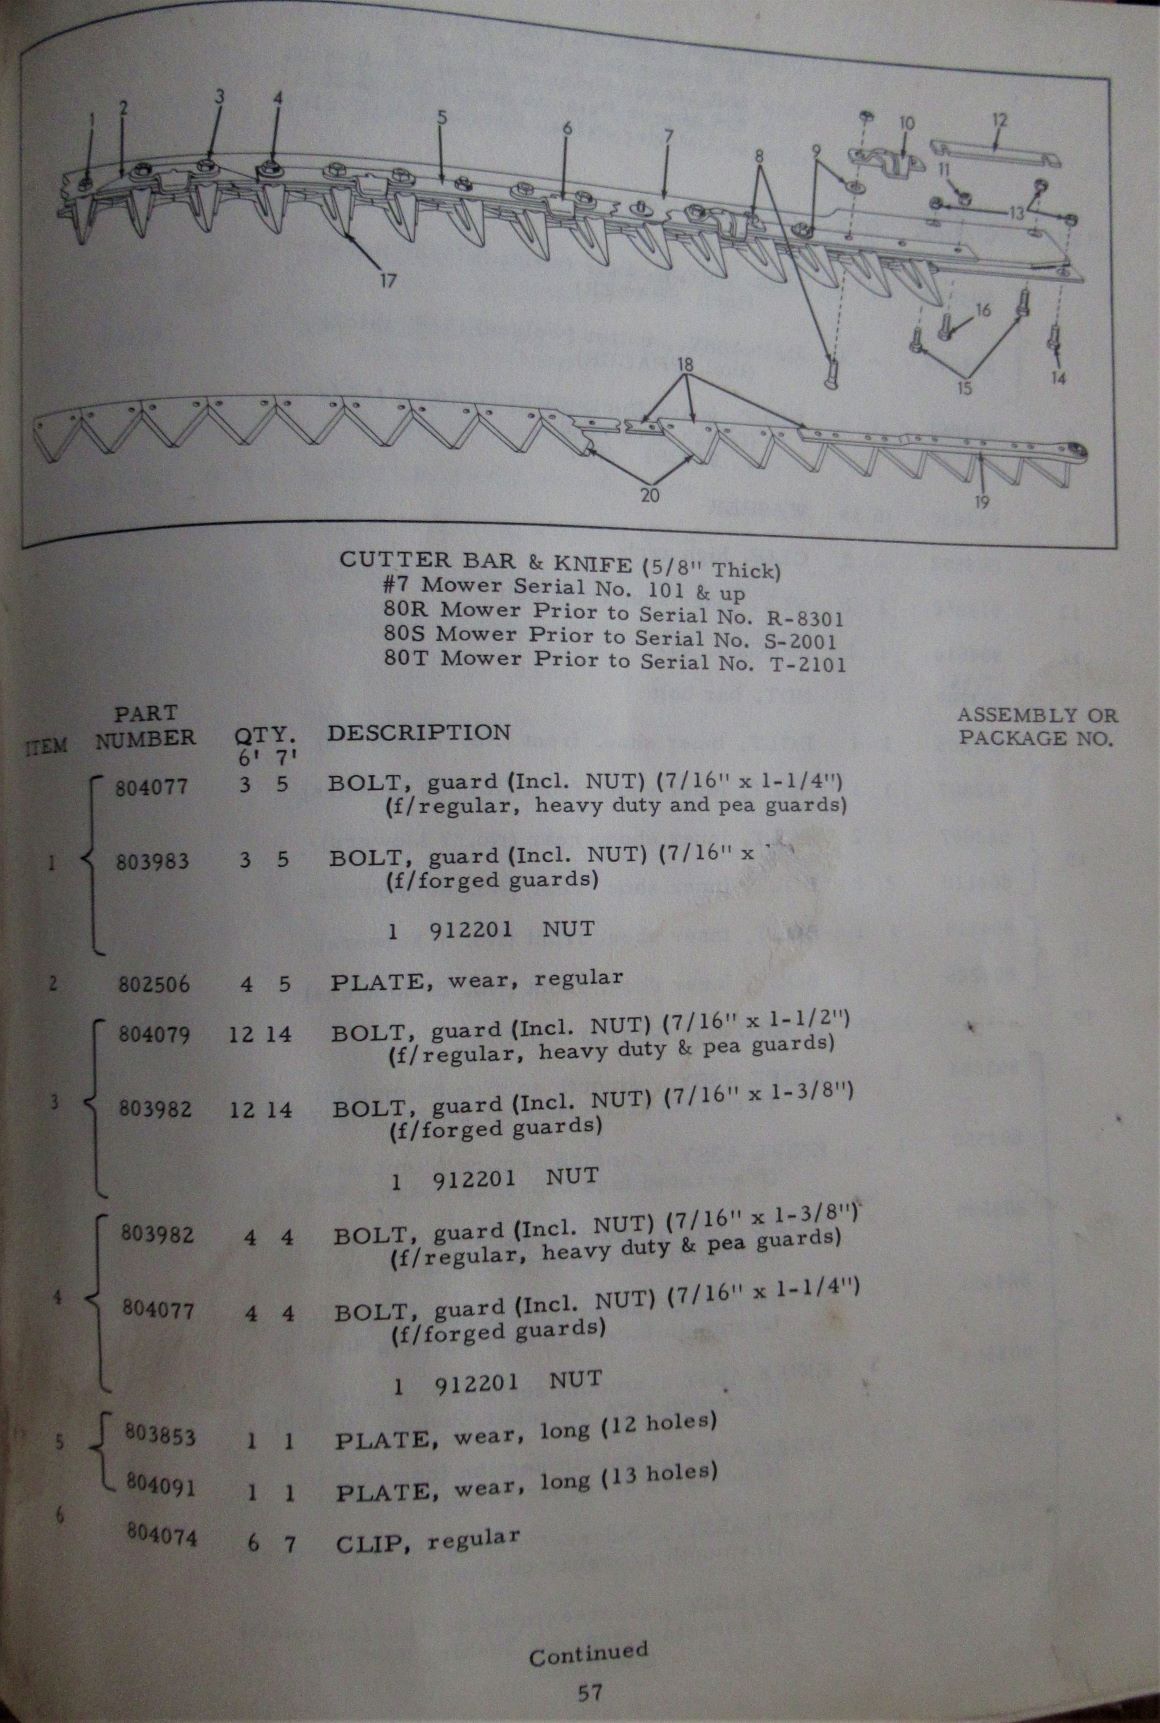 1 2 3 4 5 6 7 8 9 10 11 12 13
17 16 15 14
18
20 19
CUTTER BAR & KNIFE (5/8" Thick)
#7 Mower Serial No. 101 & up
80R Mower Prior to Serial No. R-8301
80S Mower Prior to Serial No. S-2001
80T Mower Prior to Serial No. T-2101
ITEM PART NUMBER QTY. DESCRIPTION ASSEMBLY OR PACKAGE NO.
6' 7'
804077 3 5 BOLT, guard (Incl. NUT) (7/16" x 1-1/4")
(f/regular, heavy duty and pea guards)
1 803983 3 5 BOLT, guard (Incl. NUT) (7/16" x
(f/forged guards)
1 912201 NUT
2 802506 4 5 PLATE, wear, regular
804079 12 14 BOLT, guard (Incl. NUT) (7/16" x 1-1/2")
(f/regular, heavy duty & pea guards)
3 803982 12 14 BOLT, guard (Incl. NUT) (7/16" x 1-3/8")
(f/forged guards)
1 912201 NUT
803982 4 4 BOLT, guard (Incl. NUT) (7/16" x 1-3/8")
(f/regular, heavy duty & pea guards)
4 804077 4 4 BOLT, guard (Incl. NUT) (7/16" x 1-1/4")
(f/forged guards)
1 912201 NUT
5 803853 1 1 PLATE, wear, long (12 holes)
804091 1 1 PLATE, wear, long (13 holes)
6 804074 6 7 CLIP, regular
Continued
57